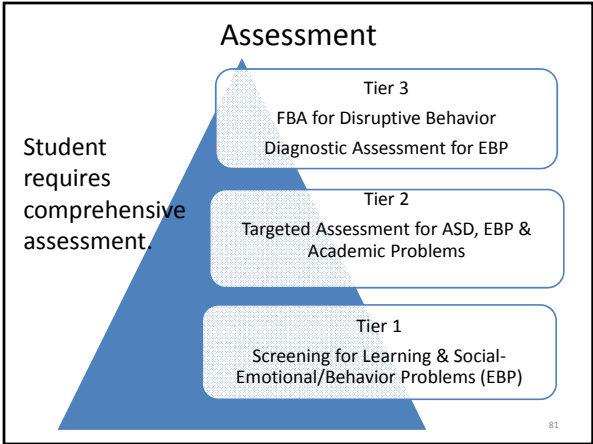 Assessment
Tier 3
FBA for Disruptive Behavior
Diagnostic Assessment for EBP
Student
requires
comprehensive
assessment.
Tier 2
Targeted Assessment for ASD, EBP &
Academic Problems
Tier 1
Screening for Learning & Social-
Emotional/Behavior Problems (EBP)
81